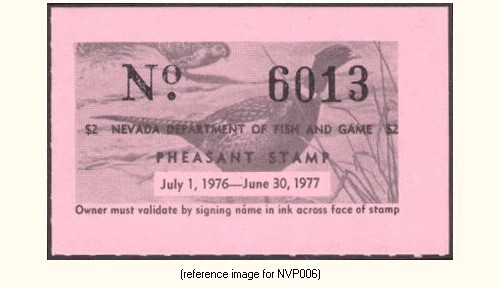 No. 6013
$2 NEVADA DEPARTMENT OF FISH AND GAME $2
PHEASANT STAMP
July 1, 1976—June 30, 1977
Owner must validate by signing name in ink across face of stamp
(reference image for NVP006)